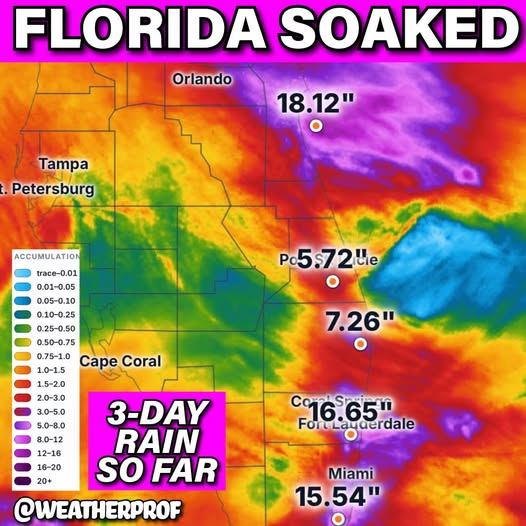 FLORIDA SOAKED
Orlando
18.12"
Tampa
t. Petersburg
5.72"
7.26"
ACCUMULATION
trace-0.01
0.01-0.05
0.05-0.10
0.10-0.25
0.25-0.50
0.50-0.75
0.75-1.0
1.0-1.5
1.5-2.0
2.0-3.0
3.0-5.0
5.0-8.0
8.0-12
12-16
16-20
20+
Cape Coral
Coral Springs
16.65"
Fort Lauderdale
3-DAY
RAIN
SO FAR
Miami
15.54"
@WEATHERPROF